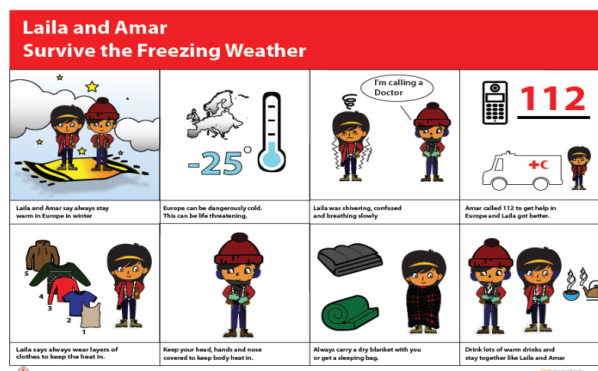 Laila and Amar
Survive the Freezing Weather
Laila and Amar say always stay
warm in Europe in winter
-25°
Europe can be dangerously cold.
This can be life threatening.
I'm calling a
Doctor
Laila was shivering, confused
and breathing slowly
112
Amar called 112 to get help in
Europe and Laila got better.
5
4
3
2
1
Laila says always wear layers of
clothes to keep the heat in.
Keep your head, hands and nose
covered to keep body heat in.
Always carry a dry blanket with you
or get a sleeping bag.
Drink lots of warm drinks and
stay together like Laila and Amar